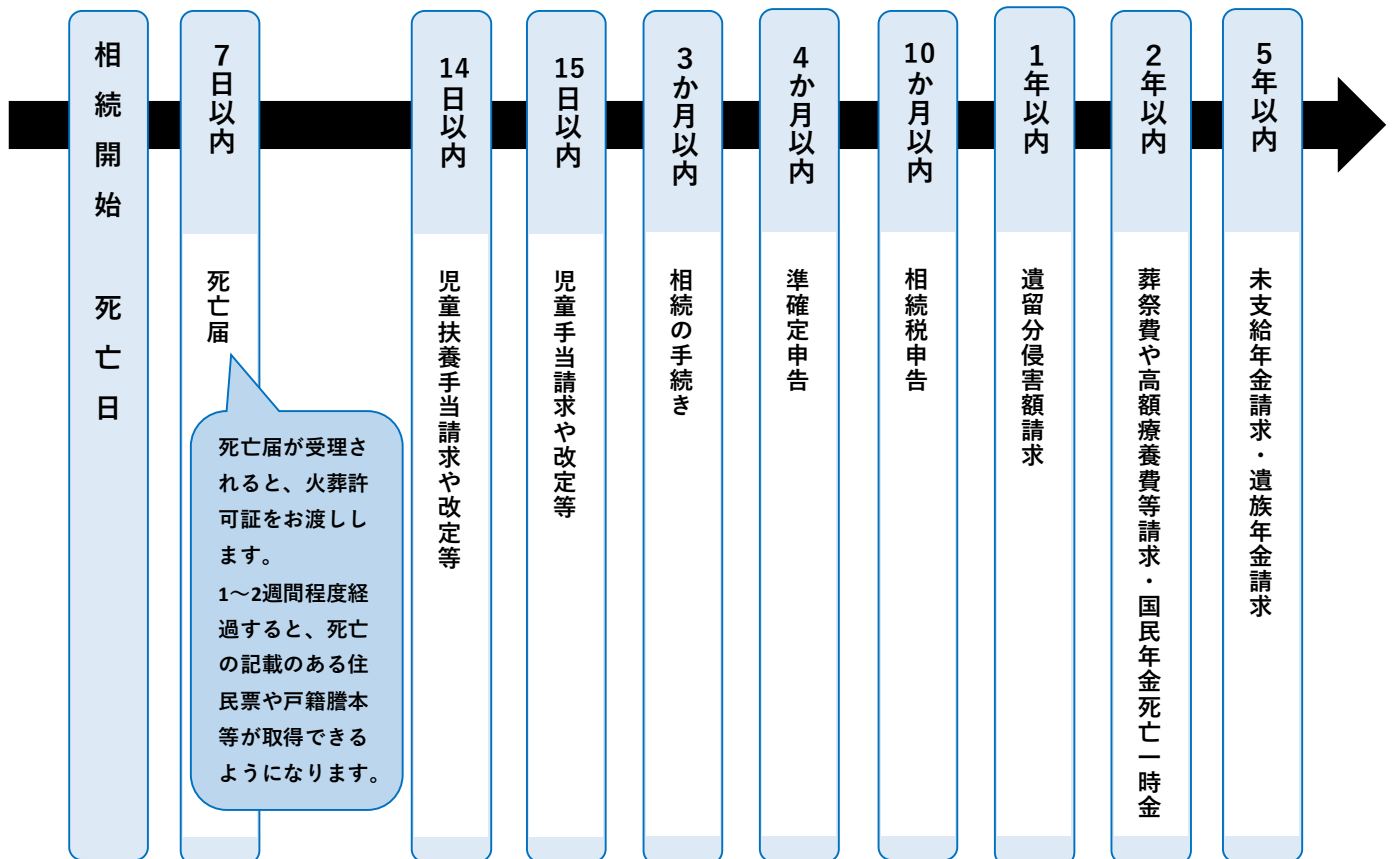 相続開始 死亡日
7日以内
死亡届
死亡届が受理さ
れると、火葬許
可証をお渡しし
ます。
1～2週間程度経
過すると、死亡
の記載のある住
民票や戸籍謄本
等が取得できる
ようになります。
14日以内
児童扶養手当請求や改定等
15日以内
児童手当請求や改定等
3か月以内
相続の手続き
4か月以内
準確定申告
10か月以内
相続税申告
1年以内
遺留分侵害額請求
2年以内
葬祭費や高額療養費等請求・国民年金死亡一時金
5年以内
未支給年金請求・遺族年金請求